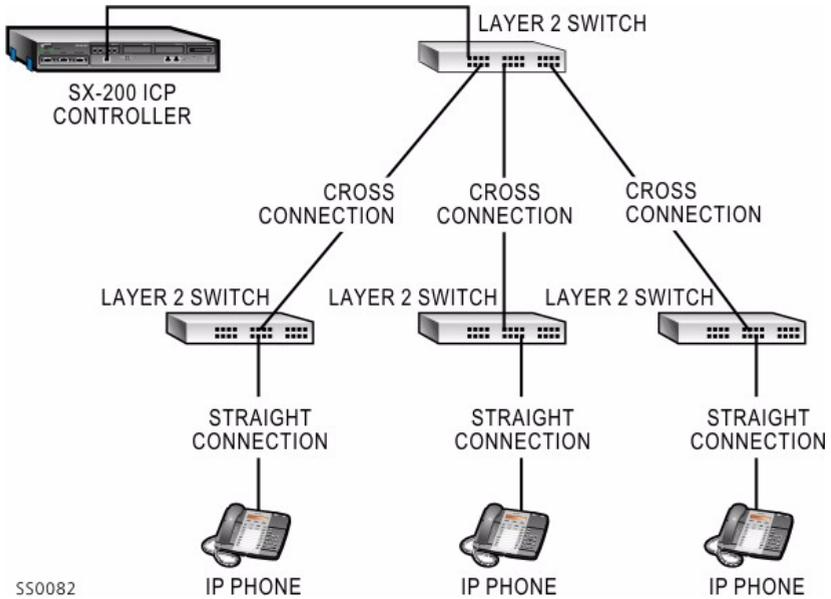 LAYER 2 SWITCH
SX-200 ICP
CONTROLLER
CROSS
CONNECTION
CROSS
CONNECTION
CROSS
CONNECTION
LAYER 2 SWITCH
LAYER 2 SWITCH
LAYER 2 SWITCH
STRAIGHT
CONNECTION
STRAIGHT
CONNECTION
STRAIGHT
CONNECTION
SS0082
IP PHONE
IP PHONE
IP PHONE